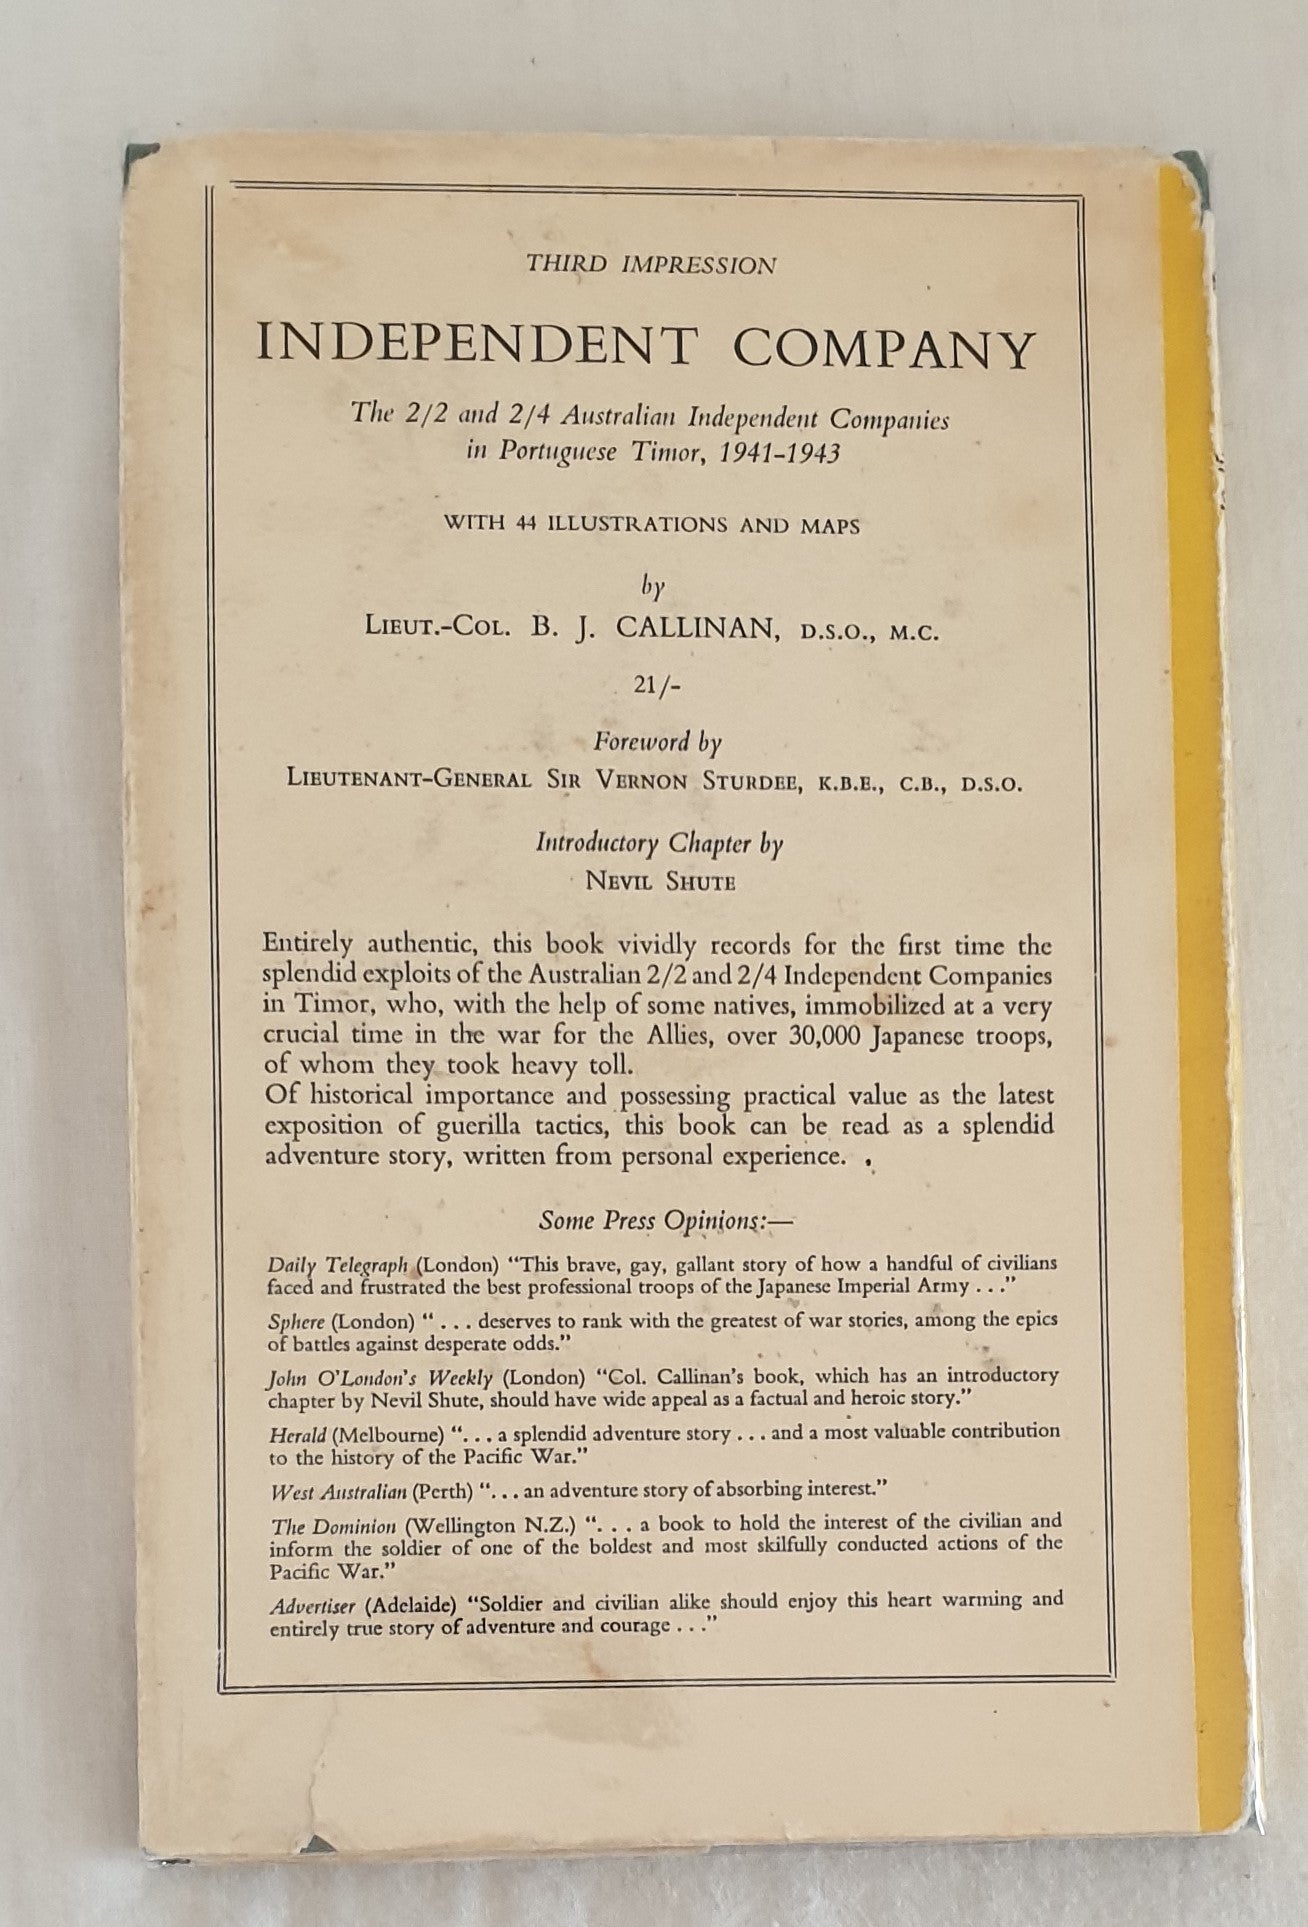 THIRD IMPRESSION
INDEPENDENT COMPANY
The 2/2 and 2/4 Australian Independent Companies
in Portuguese Timor, 1941–1943
WITH 44 ILLUSTRATIONS AND MAPS
by
LIEUT.-COL. B. J. CALLINAN, D.S.O., M.C.
21/-
Foreword by
LIEUTENANT-GENERAL SIR VERNON STURDEE, K.B.E., C.B., D.S.O.
Introductory Chapter by
NEVIL SHUTE
Entirely authentic, this book vividly records for the first time the
splendid exploits of the Australian 2/2 and 2/4 Independent Companies
in Timor, who, with the help of some natives, immobilized at a very
crucial time in the war for the Allies, over 30,000 Japanese troops,
of whom they took heavy toll.
Of historical importance and possessing practical value as the latest
exposition of guerilla tactics, this book can be read as a splendid
adventure story, written from personal experience.
Some Press Opinions:—
Daily Telegraph (London) “This brave, gay, gallant story of how a handful of civilians
faced and frustrated the best professional troops of the Japanese Imperial Army . . .”
Sphere (London) “ . . . deserves to rank with the greatest of war stories, among the epics
of battles against desperate odds.”
John O'London's Weekly (London) “Col. Callinan's book, which has an introductory
chapter by Nevil Shute, should have wide appeal as a factual and heroic story.”
Herald (Melbourne) “. . . a splendid adventure story . . . and a most valuable contribution
to the history of the Pacific War.”
West Australian (Perth) “. . . an adventure story of absorbing interest.”
The Dominion (Wellington N.Z.) “. . . a book to hold the interest of the civilian and
inform the soldier of one of the boldest and most skilfully conducted actions of the
Pacific War.”
Advertiser (Adelaide) “Soldier and civilian alike should enjoy this heart warming and
entirely true story of adventure and courage . . .”